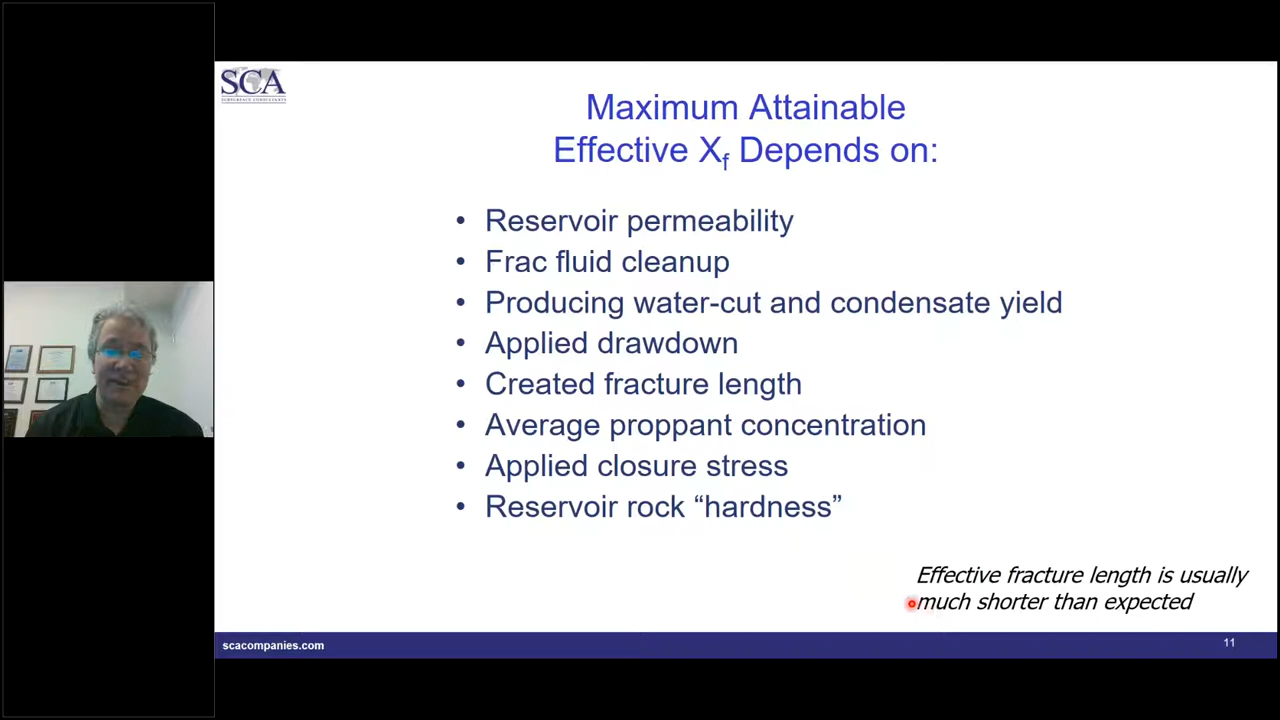 SCA
SUBSURFACE CONSULTANTS
Maximum Attainable
Effective Xf Depends on:
• Reservoir permeability
• Frac fluid cleanup
• Producing water-cut and condensate yield
• Applied drawdown
• Created fracture length
• Average proppant concentration
• Applied closure stress
• Reservoir rock “hardness”
Effective fracture length is usually
much shorter than expected
scacompanies.com
11